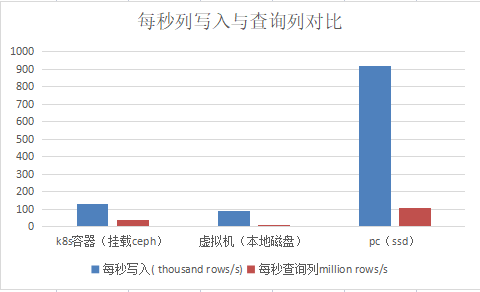 每秒列写入与查询列对比
1000
900
800
700
600
500
400
300
200
100
0
k8s容器（挂载ceph）
虚拟机（本地磁盘）
pc（ssd）
每秒写入( thousand rows/s) 每秒查询列million rows/s